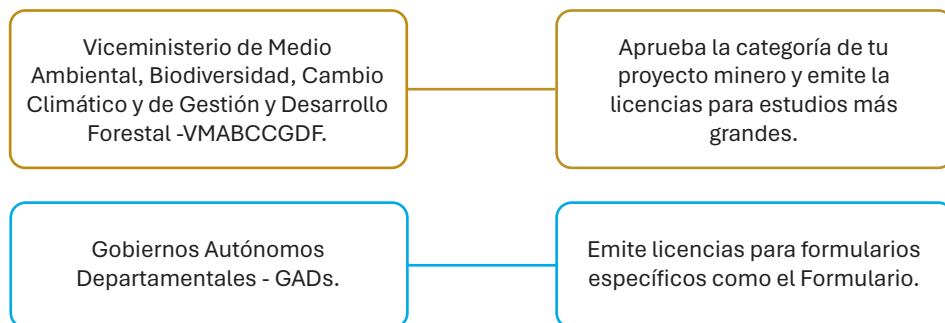 Viceministerio de Medio
Ambiental, Biodiversidad, Cambio
Climático y de Gestión y Desarrollo
Forestal -VMABCCGDF.
Aprueba la categoría de tu
proyecto minero y emite la
licencias para estudios más
grandes.
Gobiernos Autónomos
Departamentales - GADs.
Emite licencias para formularios
específicos como el Formulario.